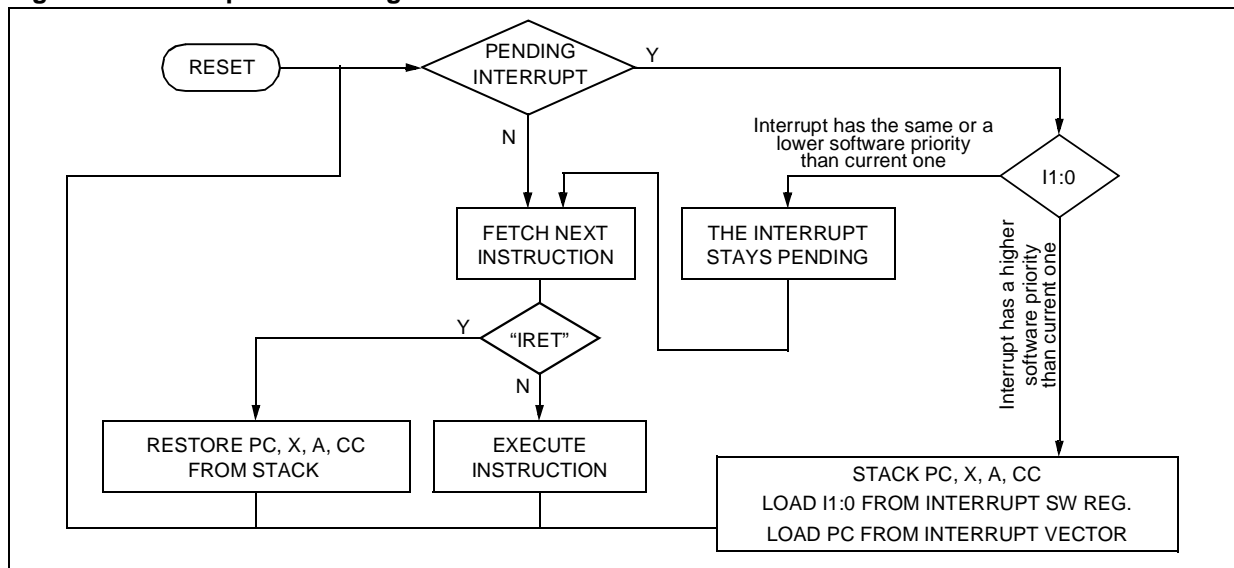 RESET
PENDING
INTERRUPT
Y
N
Interrupt has the same or a
lower software priority
than current one
I1:0
FETCH NEXT
INSTRUCTION
THE INTERRUPT
STAYS PENDING
Interrupt has a higher
software priority
than current one
Y
“IRET”
N
RESTORE PC, X, A, CC
FROM STACK
EXECUTE
INSTRUCTION
STACK PC, X, A, CC
LOAD I1:0 FROM INTERRUPT SW REG.
LOAD PC FROM INTERRUPT VECTOR